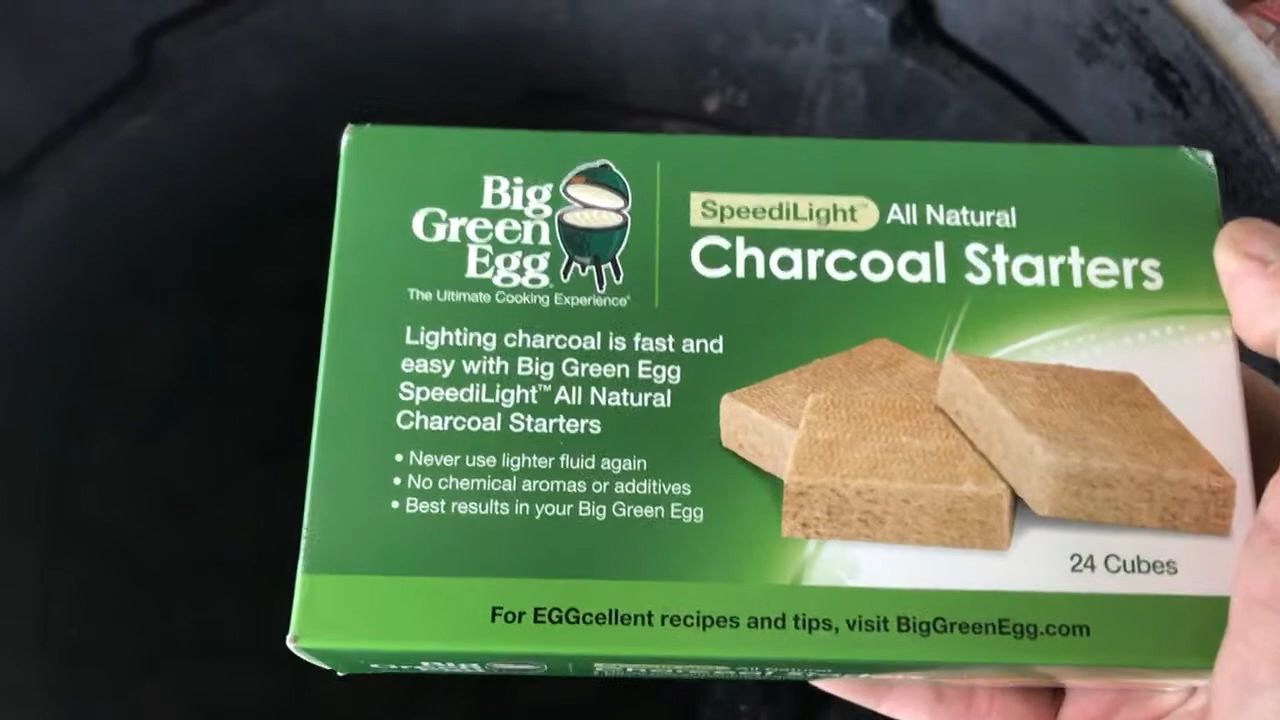 Big
Green
Egg
The Ultimate Cooking Experience®
SpeediLight™ All Natural
Charcoal Starters
Lighting charcoal is fast and
easy with Big Green Egg
SpeediLight™ All Natural
Charcoal Starters
• Never use lighter fluid again
• No chemical aromas or additives
• Best results in your Big Green Egg
24 Cubes
For EGGcellent recipes and tips, visit BigGreenEgg.com